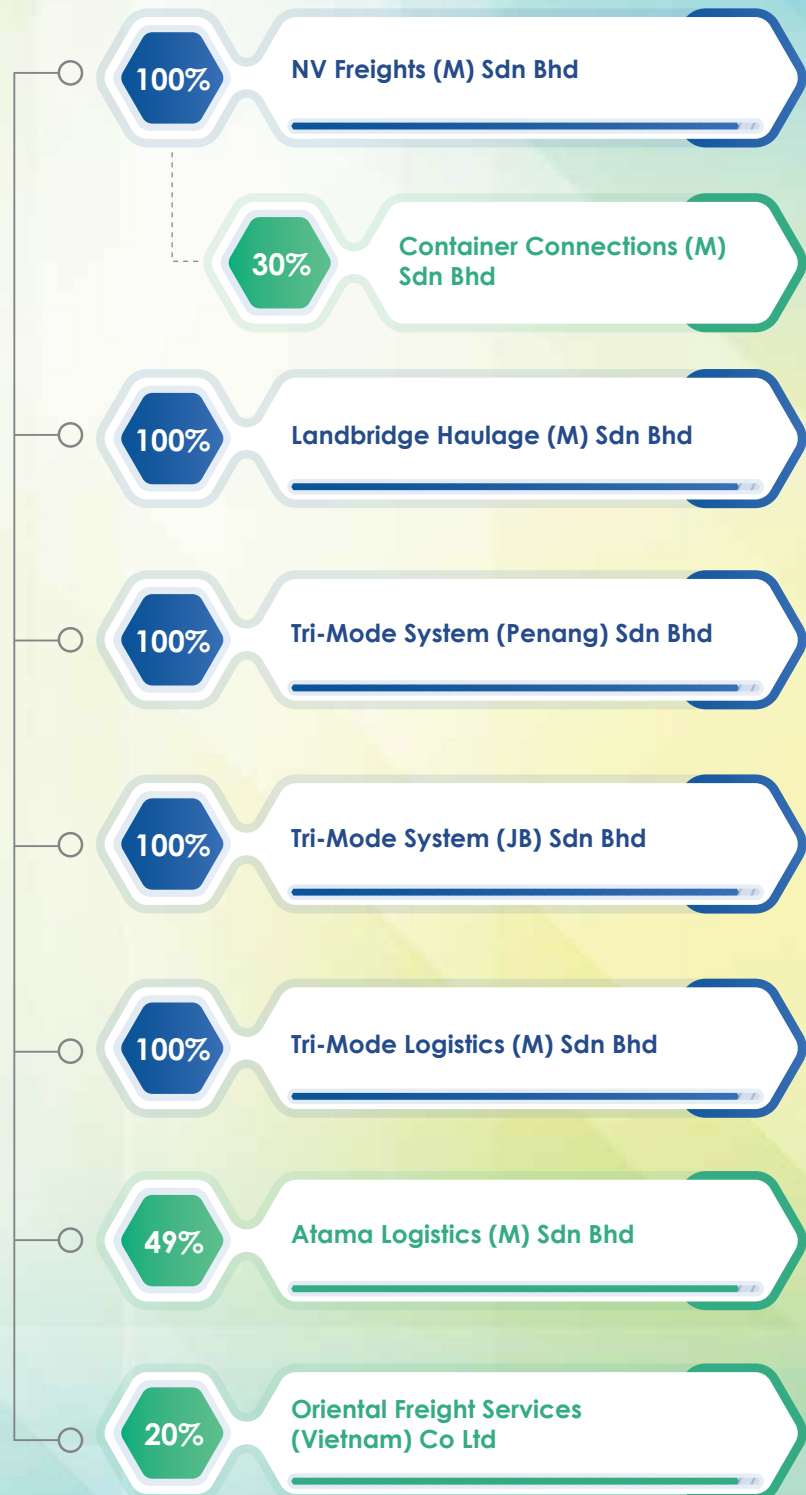 100%
NV Freights (M) Sdn Bhd
30%
Container Connections (M)
Sdn Bhd
100%
Landbridge Haulage (M) Sdn Bhd
100%
Tri-Mode System (Penang) Sdn Bhd
100%
Tri-Mode System (JB) Sdn Bhd
100%
Tri-Mode Logistics (M) Sdn Bhd
49%
Atama Logistics (M) Sdn Bhd
20%
Oriental Freight Services
(Vietnam) Co Ltd